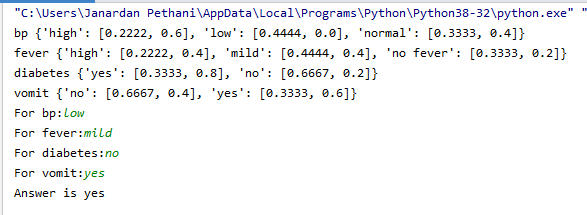 "C:\Users\Janardan Pethani\AppData\Local\Programs\Python\Python38-32\python.exe" "
bp {'high': [0.2222, 0.6], 'low': [0.4444, 0.0], 'normal': [0.3333, 0.4]}
fever {'high': [0.2222, 0.4], 'mild': [0.4444, 0.4], 'no fever': [0.3333, 0.2]}
diabetes {'yes': [0.3333, 0.8], 'no': [0.6667, 0.2]}
vomit {'no': [0.6667, 0.4], 'yes': [0.3333, 0.6]}
For bp:low
For fever:mild
For diabetes:no
For vomit:yes
Answer is yes